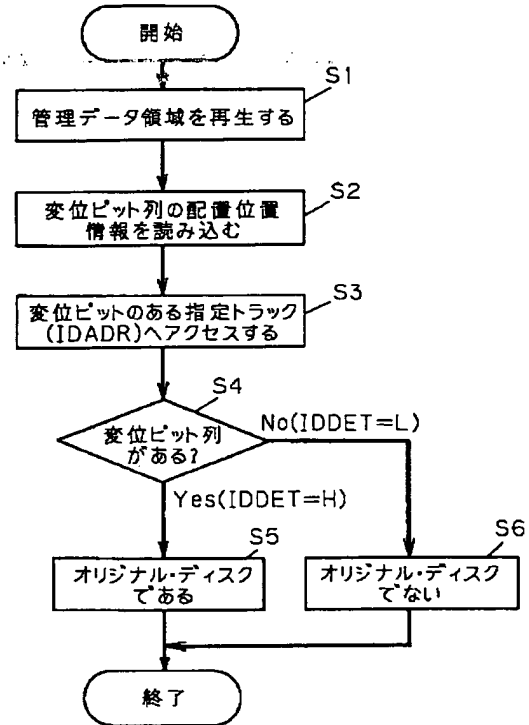 開始
S1
管理データ領域を再生する
S2
変位ピット列の配置位置
情報を読み込む
S3
変位ピットのある指定トラック
(IDADR)へアクセスする
S4
変位ピット列
がある?
No(IDDET=L)
Yes(IDDET=H)
S5
オリジナル・ディスク
である
S6
オリジナル・ディスク
でない
終了